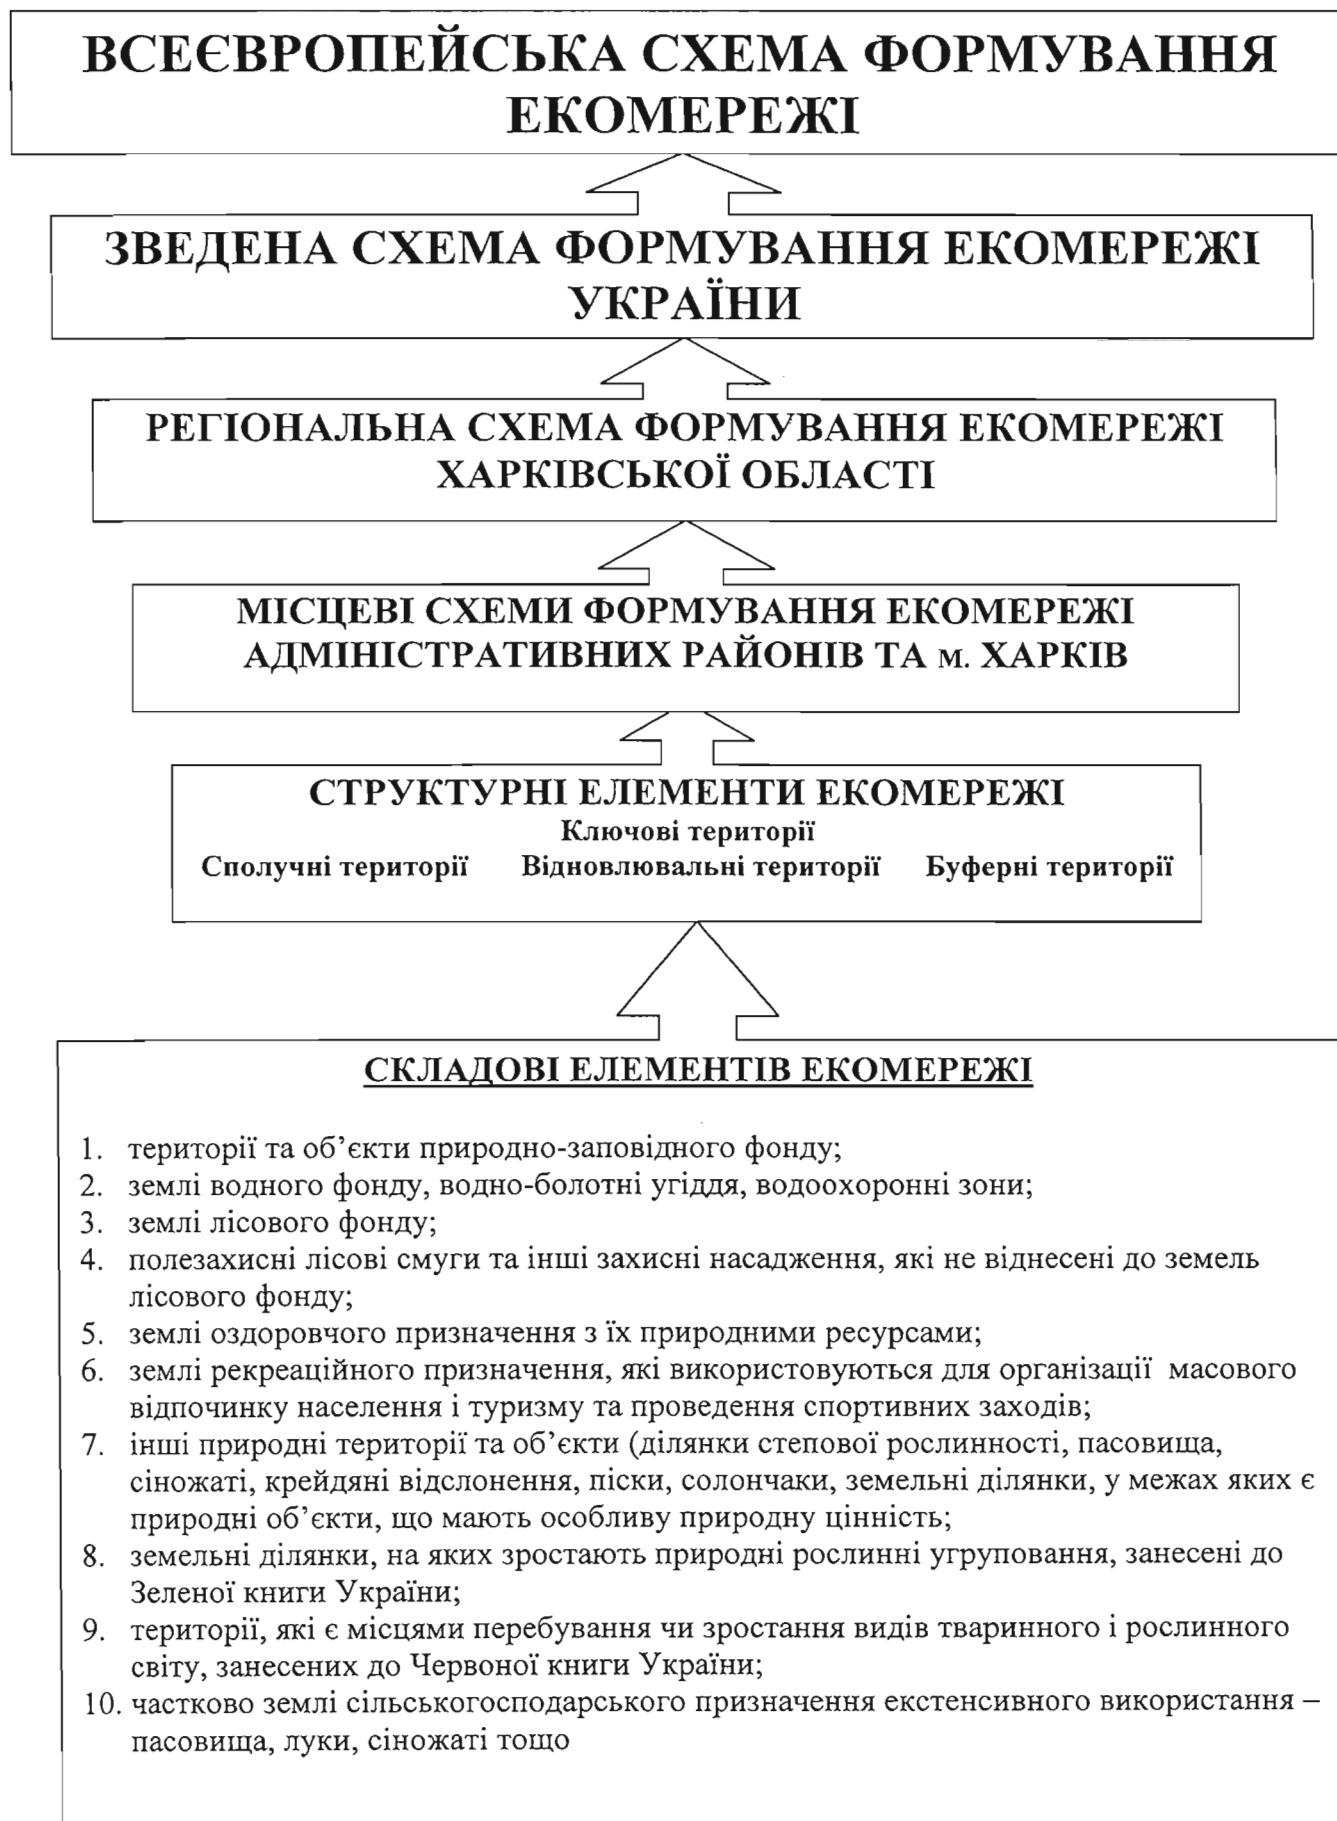 ВСЕЄВРОПЕЙСЬКА СХЕМА ФОРМУВАННЯ
ЕКОМЕРЕЖІ
ЗВЕДЕНА СХЕМА ФОРМУВАННЯ ЕКОМЕРЕЖІ
УКРАЇНИ
РЕГІОНАЛЬНА СХЕМА ФОРМУВАННЯ ЕКОМЕРЕЖІ
ХАРКІВСЬКОЇ ОБЛАСТІ
МІСЦЕВІ СХЕМИ ФОРМУВАННЯ ЕКОМЕРЕЖІ
АДМІНІСТРАТИВНИХ РАЙОНІВ ТА м. ХАРКІВ
СТРУКТУРНІ ЕЛЕМЕНТИ ЕКОМЕРЕЖІ
Ключові території
Сполучні території Відновлювальні території Буферні території
СКЛАДОВІ ЕЛЕМЕНТІВ ЕКОМЕРЕЖІ
1. території та об’єкти природно-заповідного фонду;
2. землі водного фонду, водно-болотні угіддя, водоохоронні зони;
3. землі лісового фонду;
4. полезахисні лісові смуги та інші захисні насадження, які не віднесені до земель
лісового фонду;
5. землі оздоровчого призначення з їх природними ресурсами;
6. землі рекреаційного призначення, які використовуються для організації масового
відпочинку населення і туризму та проведення спортивних заходів;
7. інші природні території та об’єкти (ділянки степової рослинності, пасовища,
сіножаті, крейдяні відслонення, піски, солончаки, земельні ділянки, у межах яких є
природні об’єкти, що мають особливу природну цінність;
8. земельні ділянки, на яких зростають природні рослинні угруповання, занесені до
Зеленої книги України;
9. території, які є місцями перебування чи зростання видів тваринного і рослинного
світу, занесених до Червоної книги України;
10. частково землі сільськогосподарського призначення екстенсивного використання –
пасовища, луки, сіножаті тощо